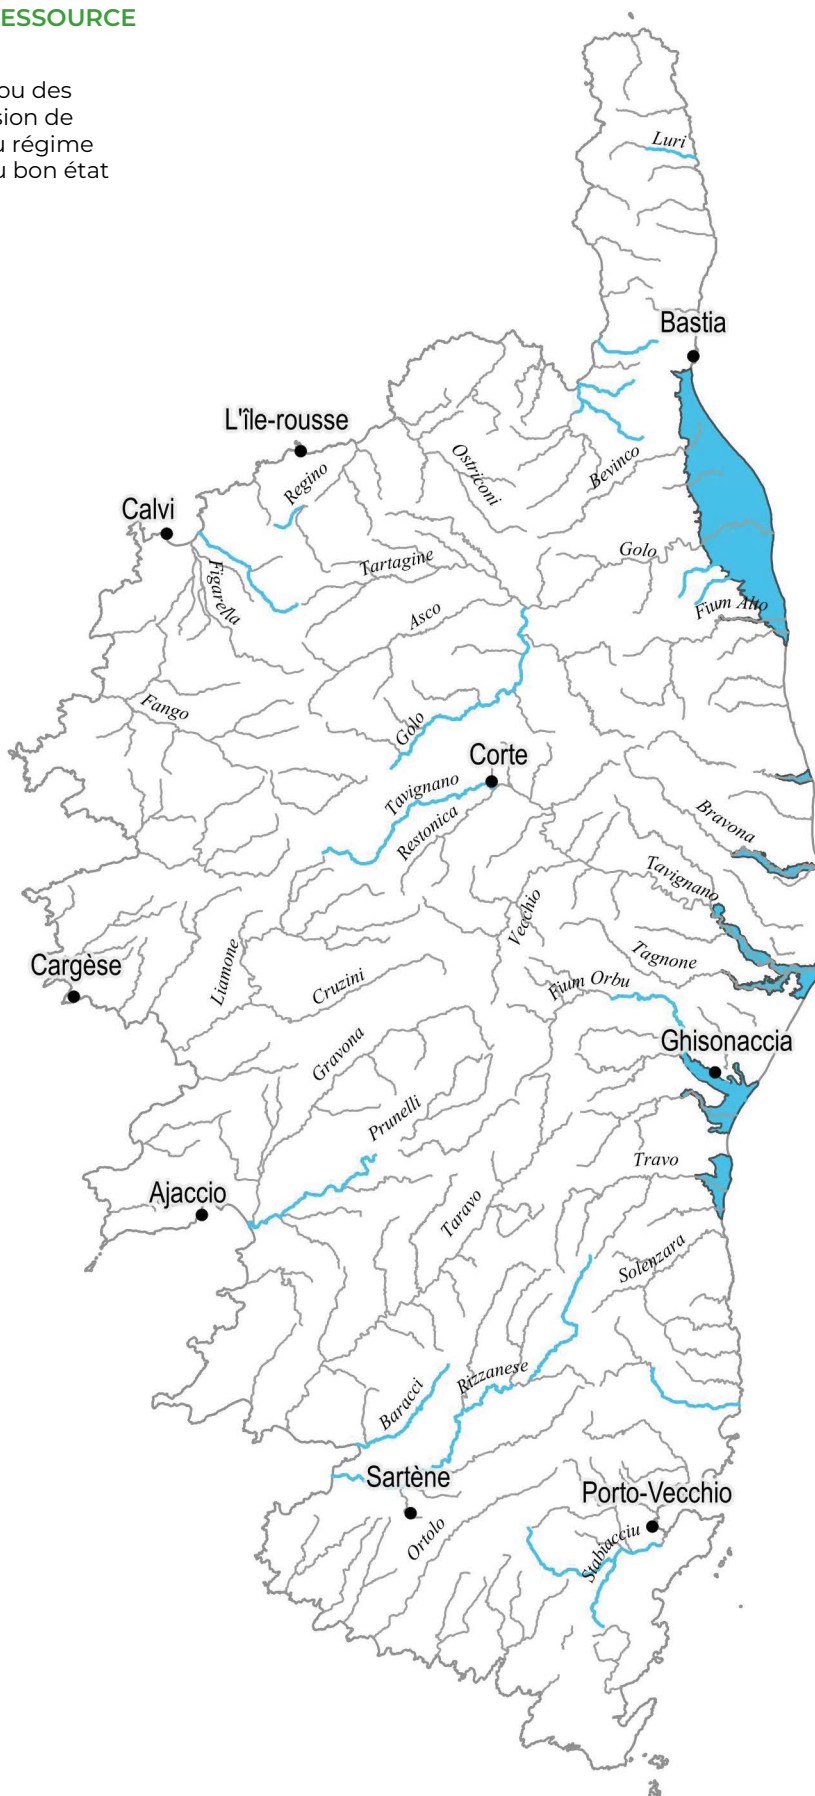 ESSOURCE
ou des
sion de
u régime
u bon état
Luri
Bastia
L'île-rousse
Ostriconi
Regino
Bevinco
Calvi
Golo
Tartagine
Figarella
Fium Alto
Asco
Fango
Golo
Corte
Tavignano
Bravona
Restonica
Tavignano
Vecchio
Tagnone
Cargèse
Liamone
Cruzini
Fium Orbu
Ghisonaccia
Gravona
Prunelli
Travo
Ajaccio
Taravo
Solenzara
Rizzanese
Baracci
Sartène
Porto-Vecchio
Ortolo
Stabiacciu